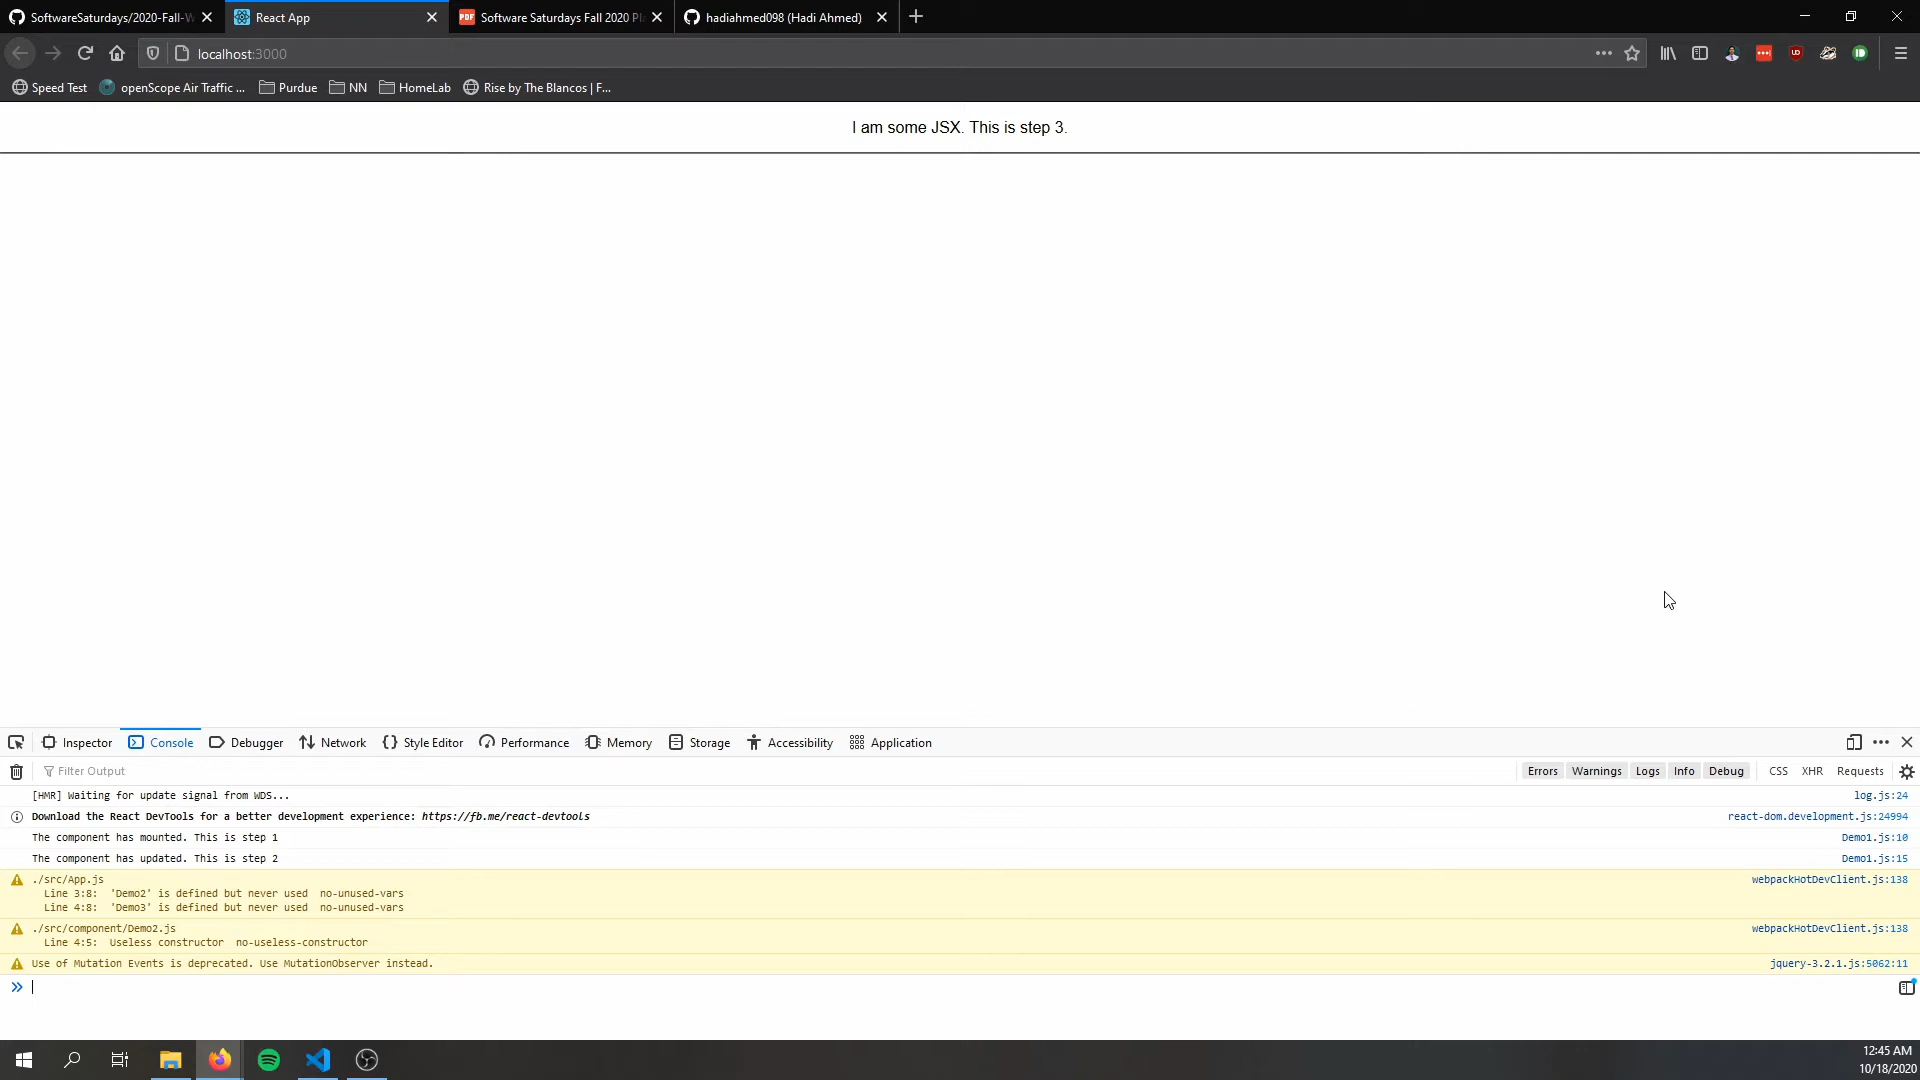 SoftwareSaturdays/2020-Fall-W
React App
Software Saturdays Fall 2020 Pl
hadiahmed098 (Hadi Ahmed)
localhost:3000
Speed Test
openScope Air Traffic ...
Purdue
NN
HomeLab
Rise by The Blancos | F...
I am some JSX. This is step 3.
Inspector
Console
Debugger
Network
Style Editor
Performance
Memory
Storage
Accessibility
Application
Filter Output
Errors
Warnings
Logs
Info
Debug
CSS
XHR
Requests
[HMR] Waiting for update signal from WDS...
log.js:24
Download the React DevTools for a better development experience: https://fb.me/react-devtools
react-dom.development.js:24994
The component has mounted. This is step 1
Demo1.js:10
The component has updated. This is step 2
Demo1.js:15
./src/App.js
webpackHotDevClient.js:138
Line 3:8: 'Demo2' is defined but never used no-unused-vars
Line 4:8: 'Demo3' is defined but never used no-unused-vars
./src/component/Demo2.js
webpackHotDevClient.js:138
Line 4:5: Useless constructor no-useless-constructor
Use of Mutation Events is deprecated. Use MutationObserver instead.
jquery-3.2.1.js:5062:11
12:45 AM
10/18/2020